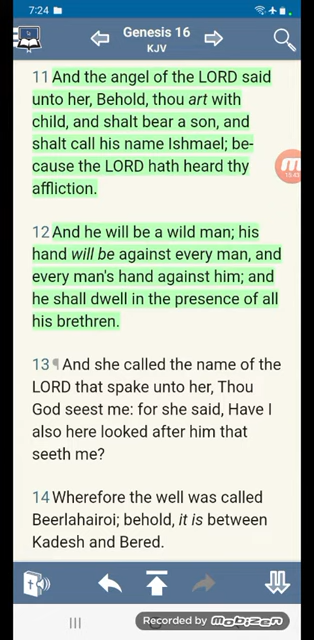 7:24
Genesis 16
KJV
11 And the angel of the LORD said
unto her, Behold, thou art with
child, and shalt bear a son, and
shalt call his name Ishmael; be-
cause the LORD hath heard thy
affliction.
12 And he will be a wild man; his
hand will be against every man, and
every man's hand against him; and
he shall dwell in the presence of all
his brethren.
13 ¶ And she called the name of the
LORD that spake unto her, Thou
God seest me: for she said, Have I
also here looked after him that
seeth me?
14 Wherefore the well was called
Beerlahairoi; behold, it is between
Kadesh and Bered.
Recorded by mobizen